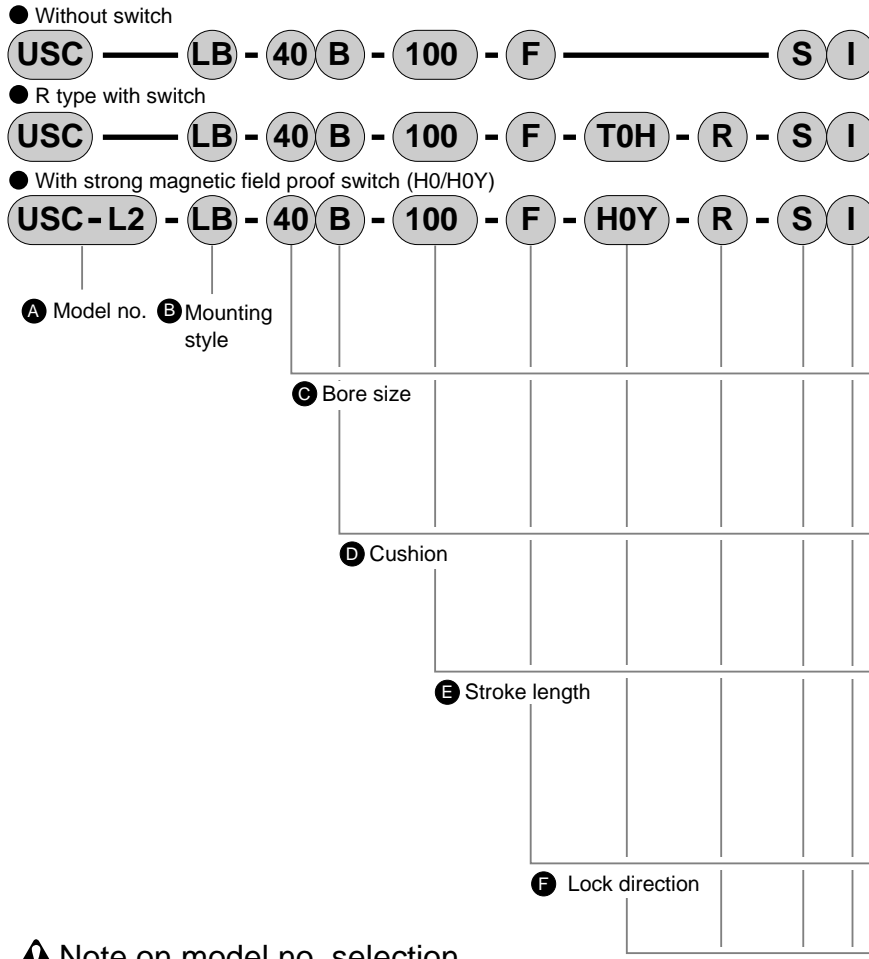 ● Without switch
USC — LB - 40 B - 100 - F — S I
● R type with switch
USC — LB - 40 B - 100 - F - T0H - R - S I
● With strong magnetic field proof switch (H0/H0Y)
USC-L2 - LB - 40 B - 100 - F - H0Y - R - S I
A Model no. B Mounting
style
C Bore size
D Cushion
E Stroke length
F Lock direction
Note on model no. selection